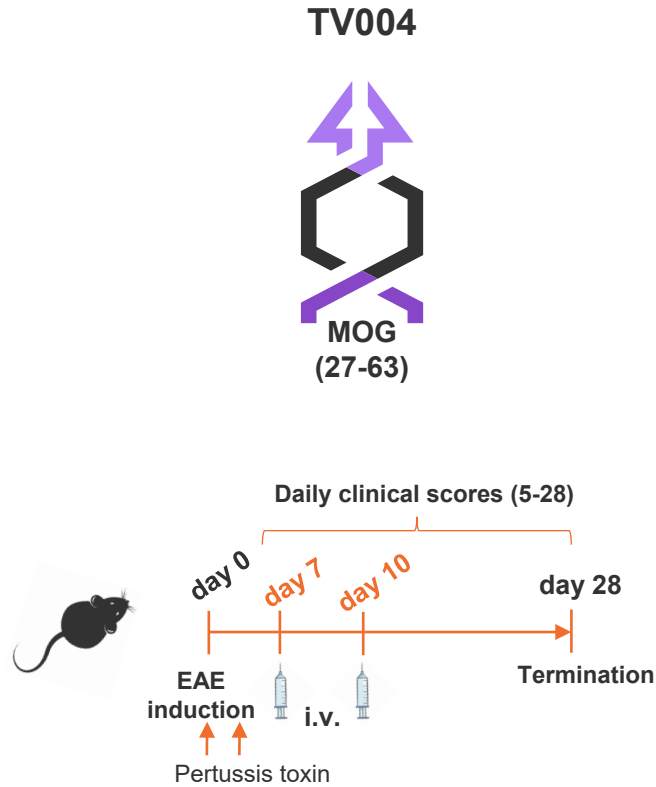 TV004
MOG
(27-63)
Daily clinical scores (5-28)
day 0
day 7
day 10
day 28
EAE
induction
i.v.
Termination
Pertussis toxin